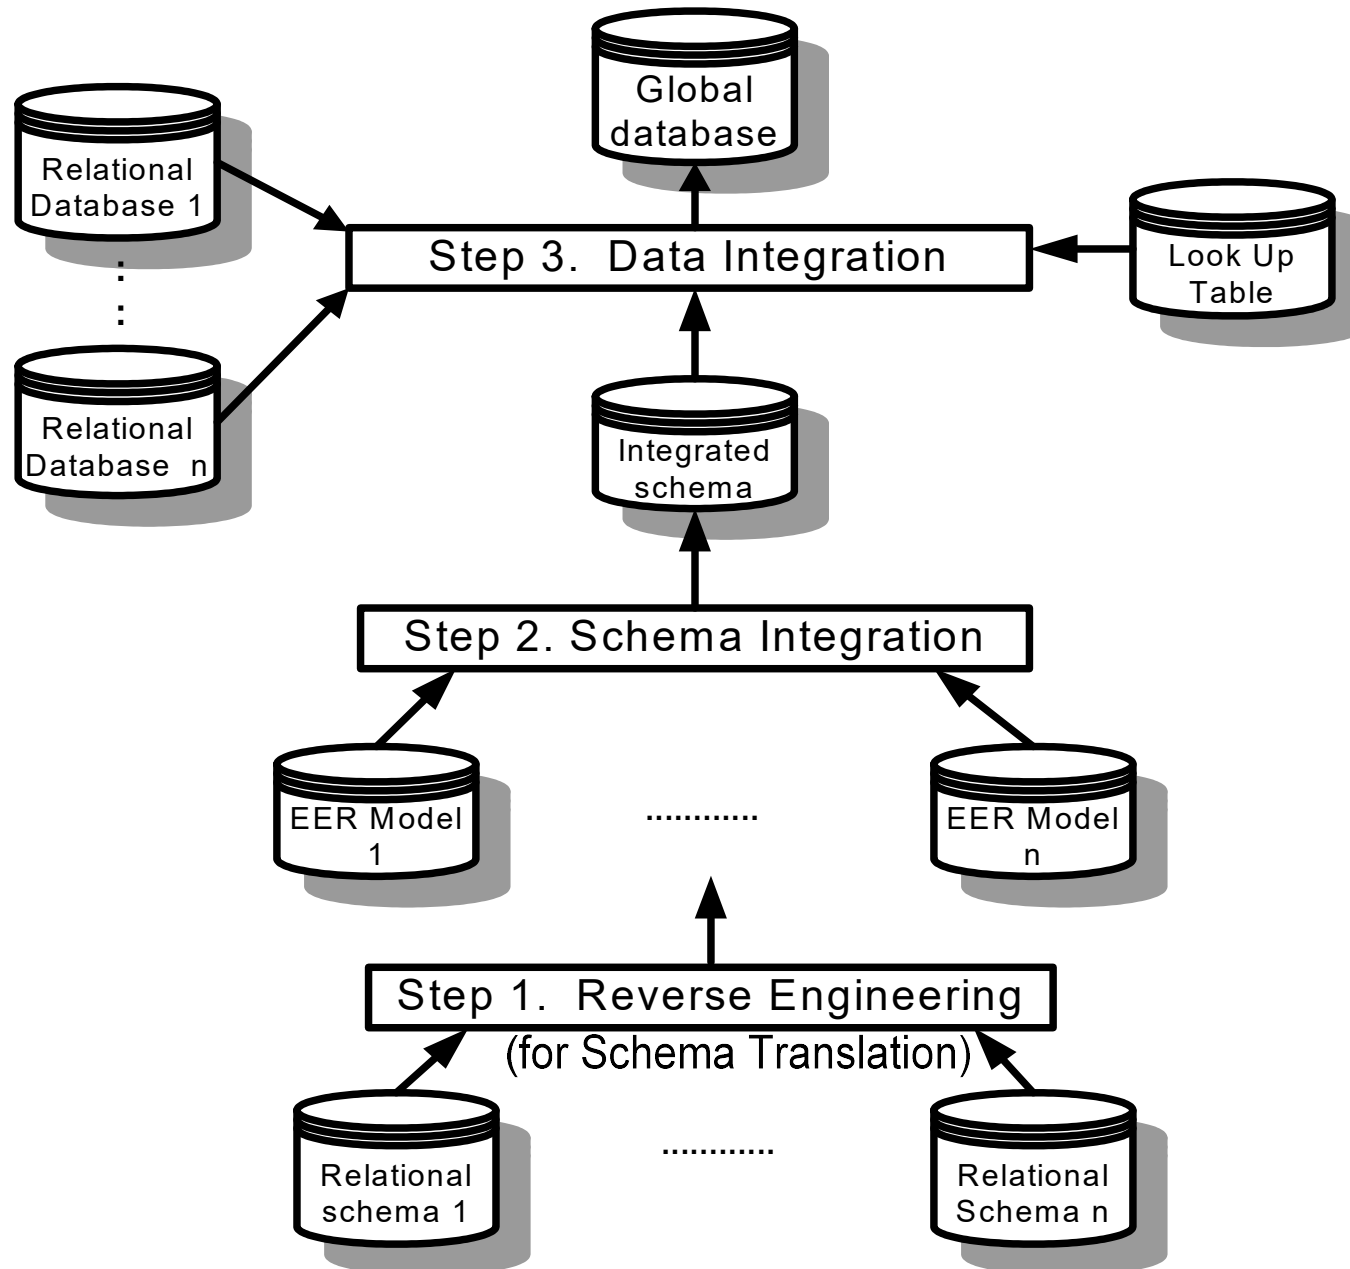 Global
database
Relational
Database 1
:
:
Step 3.  Data Integration
Look Up
Table
Relational
Database  n
Integrated
schema
Step 2. Schema Integration
EER Model
1
............
EER Model
n
Step 1.  Reverse Engineering
(for Schema Translation)
Relational
schema 1
............
Relational
Schema n